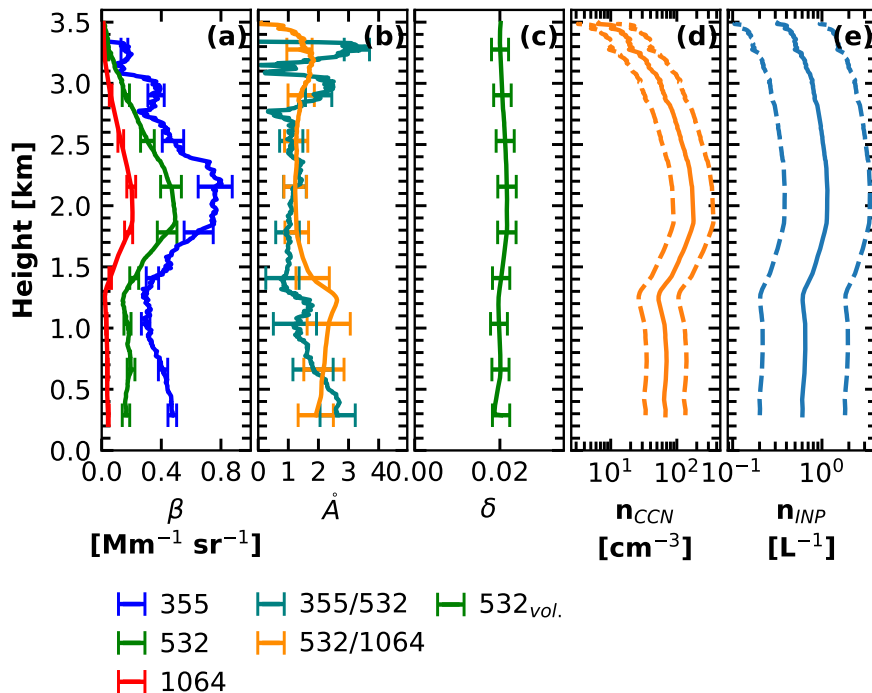 3.5
3.0
2.5
2.0
1.5
1.0
0.5
0.0
Height [km]
(a) (b) (c) (d) (e)
0.0 0.4 0.8
0 1 2 3 4
0.00 0.02
10¹ 10² 10³
10⁻¹ 10⁰
β Å δ n_CCN n_INP
[Mm⁻¹ sr⁻¹] [cm⁻³] [L⁻¹]
355 355/532 532_vol.
532 532/1064
1064